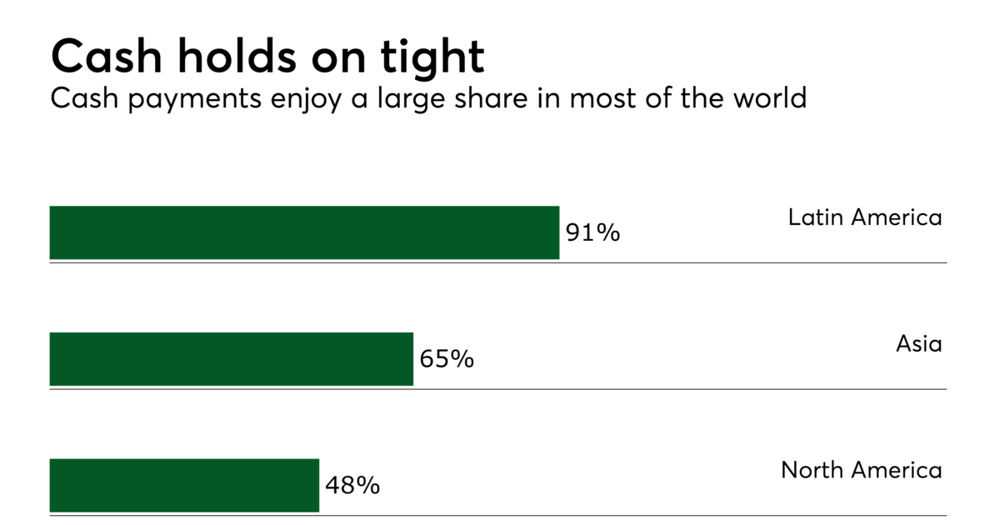 Cash holds on tight
Cash payments enjoy a large share in most of the world
91%
Latin America
65%
Asia
48%
North America